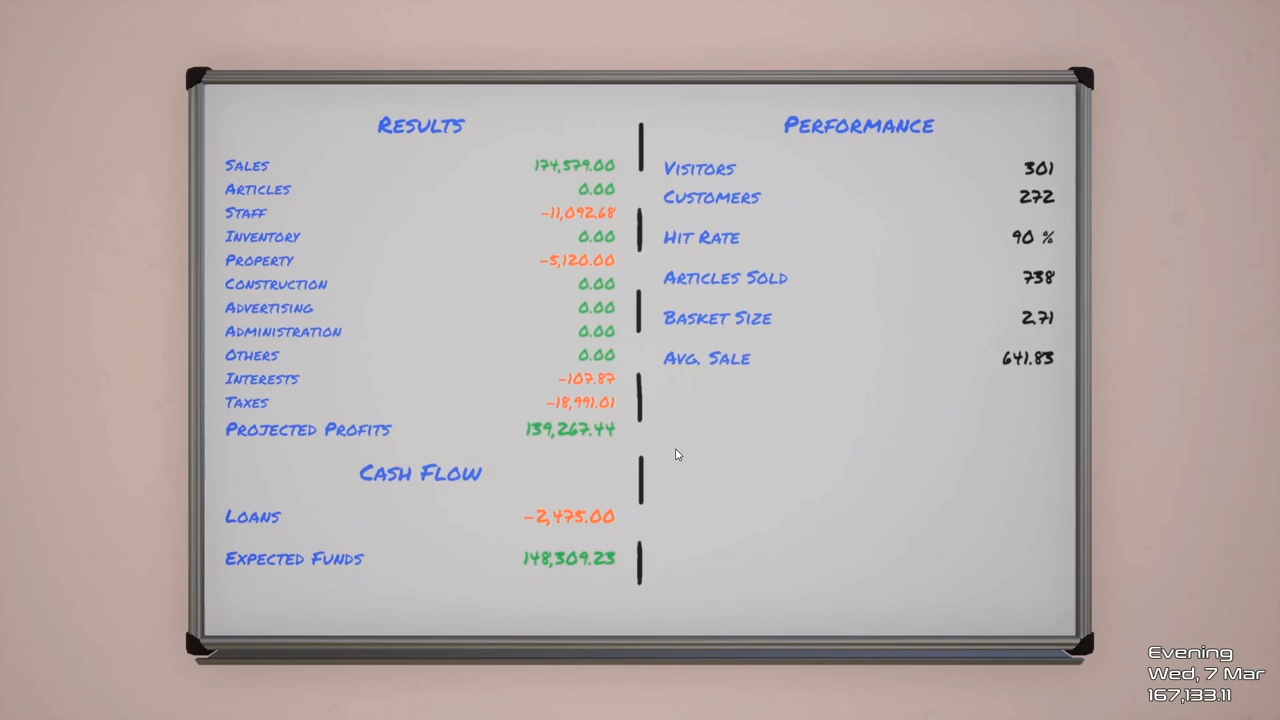 RESULTS
SALES 174,579.00
ARTICLES 0.00
STAFF -11,092.68
INVENTORY 0.00
PROPERTY -5,120.00
CONSTRUCTION 0.00
ADVERTISING 0.00
ADMINISTRATION 0.00
OTHERS 0.00
INTERESTS -107.87
TAXES -18,991.01
PROJECTED PROFITS 139,267.44
CASH FLOW
LOANS -2,475.00
EXPECTED FUNDS 148,309.23
PERFORMANCE
VISITORS 301
CUSTOMERS 272
HIT RATE 90 %
ARTICLES SOLD 738
BASKET SIZE 2.71
AVG. SALE 641.83
Evening
Wed, 7 Mar
167,133.11